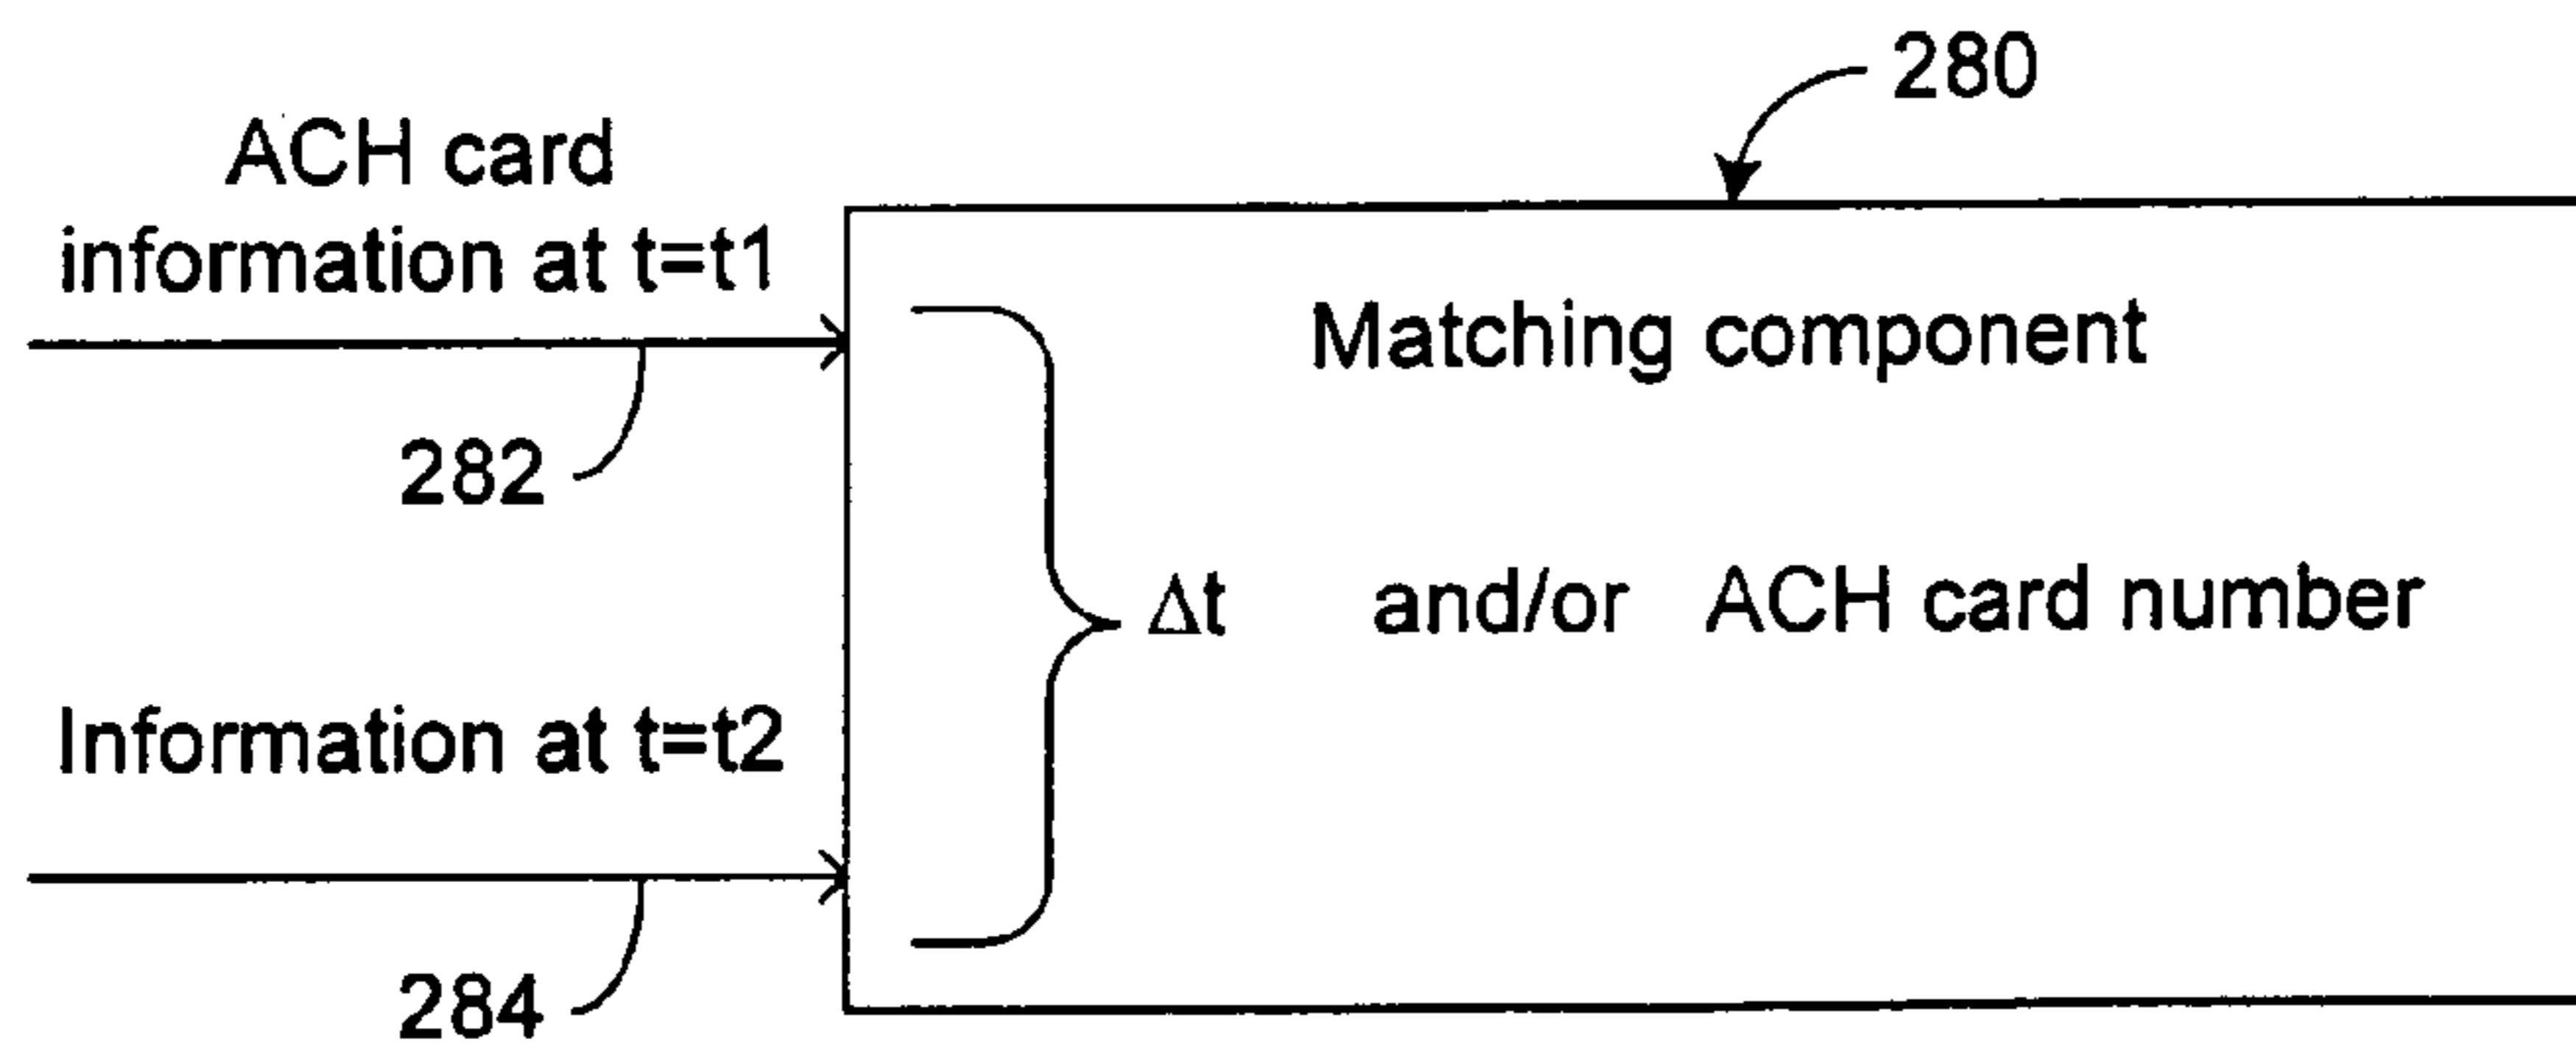 280
ACH card
information at t=t1
282
Matching component
Δt and/or ACH card number
Information at t=t2
284